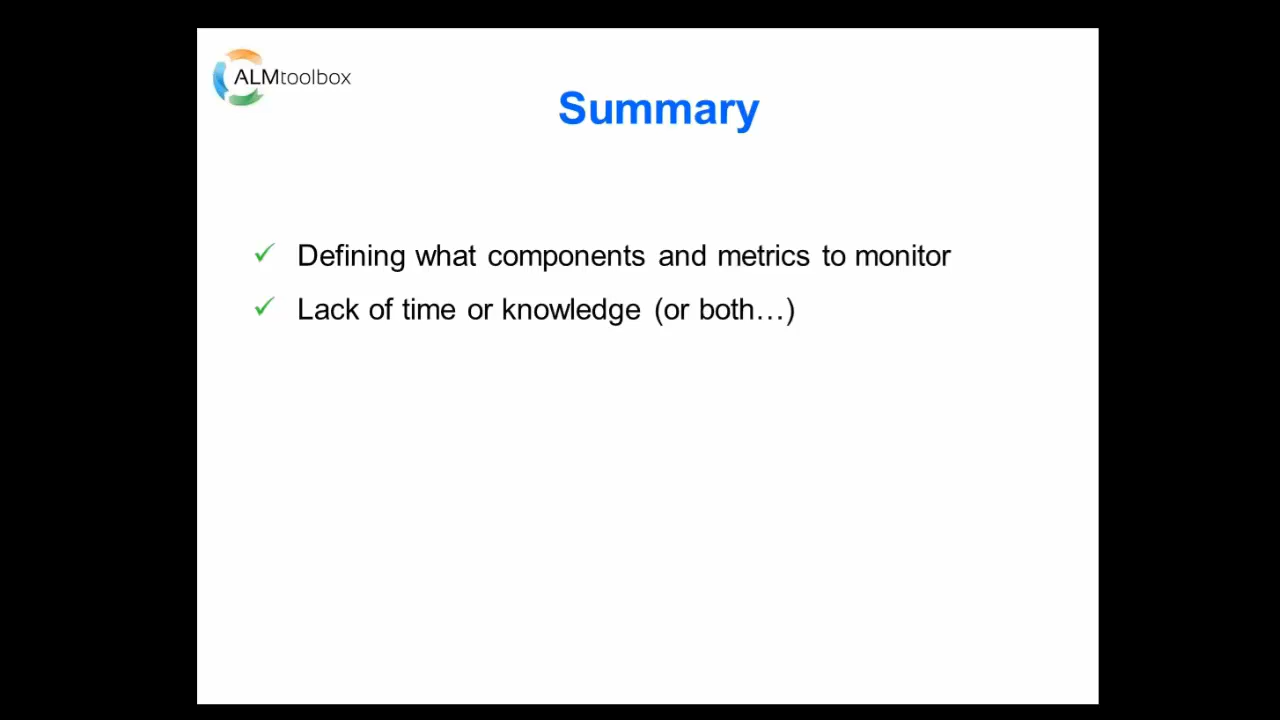 ALMtoolbox
Summary
Defining what components and metrics to monitor
Lack of time or knowledge (or both…)